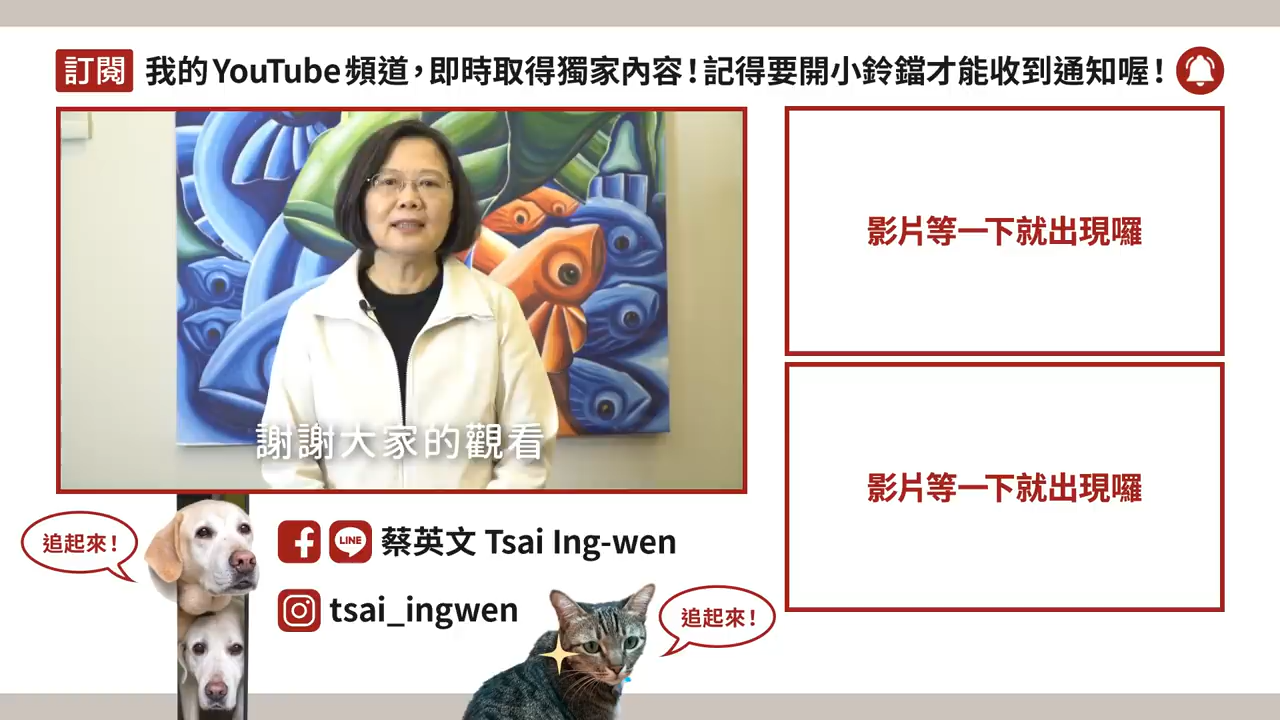 訂閱 我的YouTube頻道，即時取得獨家內容！記得要開小鈴鐺才能收到通知喔！
謝謝大家的觀看
影片等一下就出現囉
影片等一下就出現囉
追起來！
LINE 蔡英文 Tsai Ing-wen
tsai_ingwen
追起來！